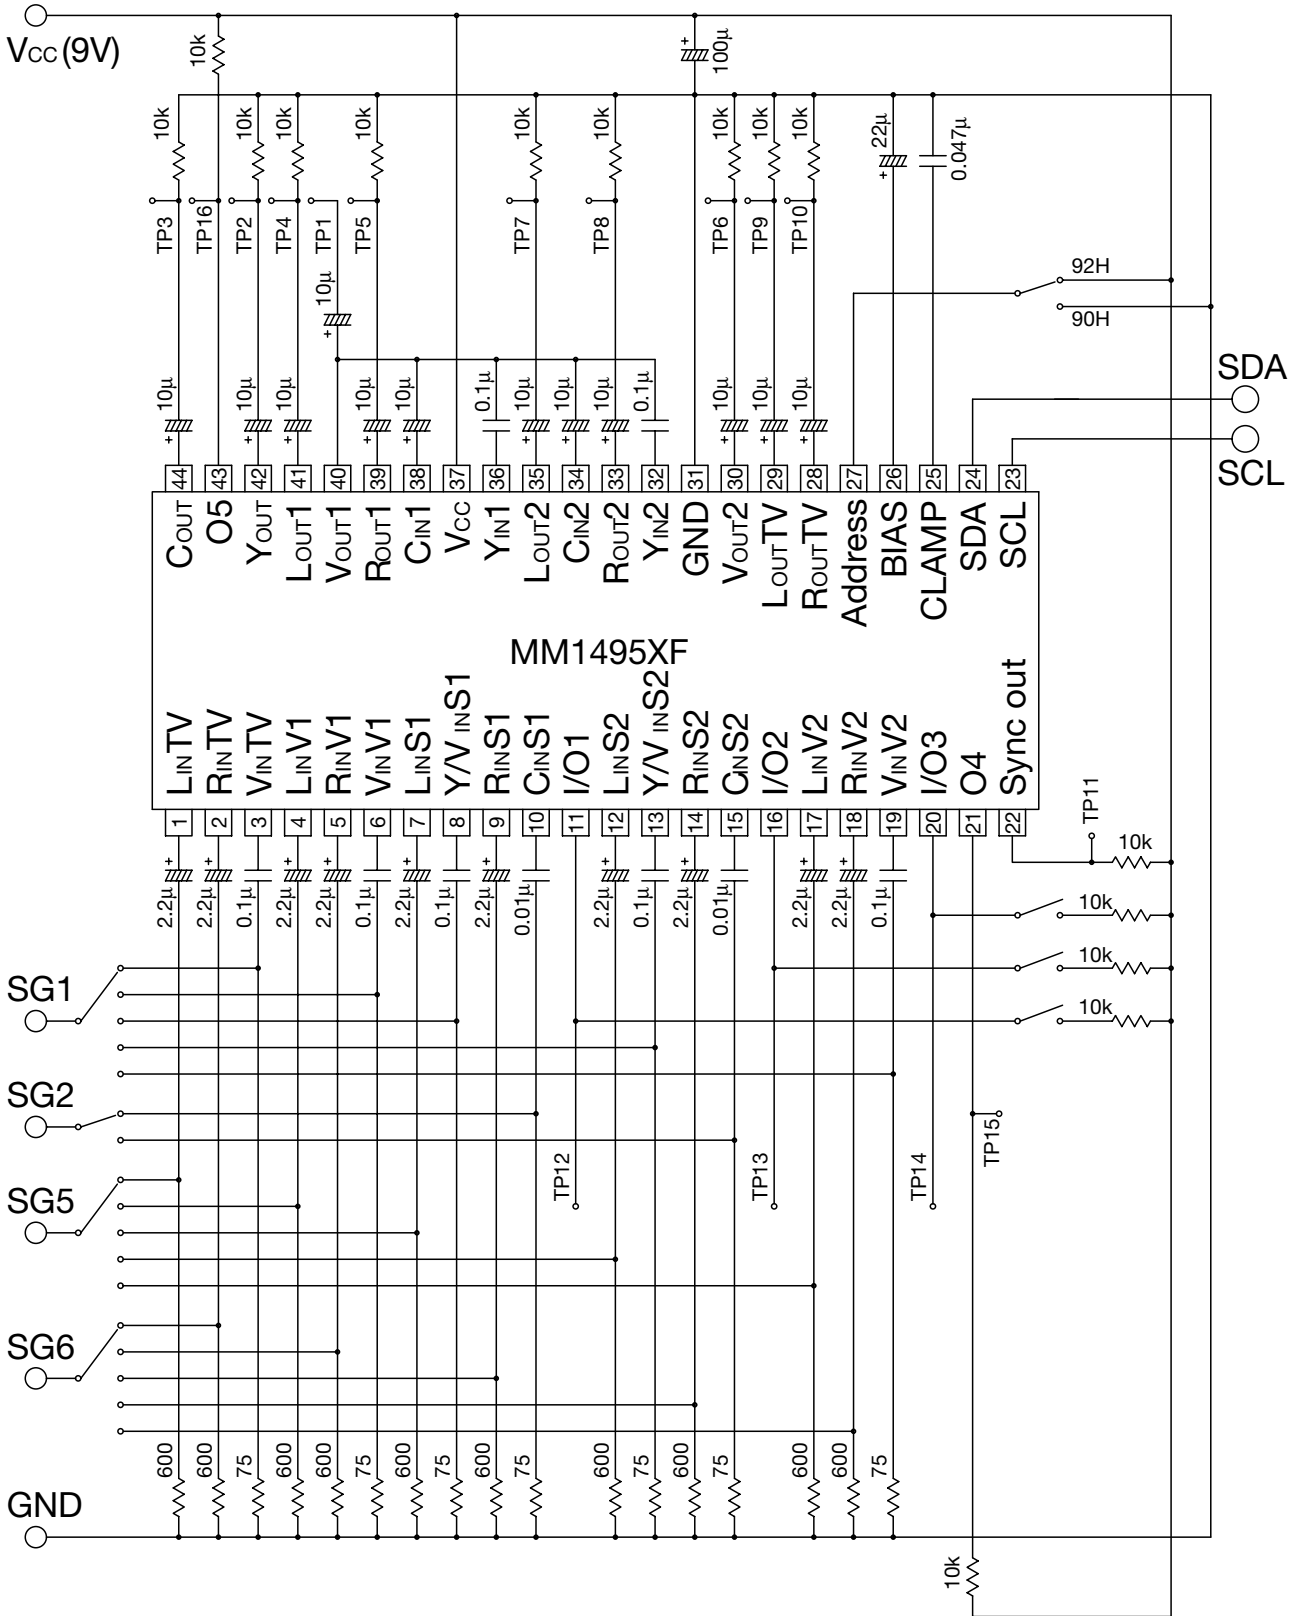 VCC (9V)
10k
+
100µ
10k
10k
10k
10k
10k
10k
10k
10k
10k
22µ
+
0.047µ
TP3
TP16
TP2
TP4
TP1
TP5
TP7
TP8
TP6
TP9
TP10
10µ
+
92H
90H
SDA
SCL
10µ
+
10µ
+
10µ
+
10µ
+
10µ
+
0.1µ
10µ
+
10µ
+
10µ
+
0.1µ
10µ
+
10µ
+
10µ
+
44
43
42
41
40
39
38
37
36
35
34
33
32
31
30
29
28
27
26
25
24
23
COUT
O5
YOUT
LOUT1
VOUT1
ROUT1
CIN1
VCC
YIN1
LOUT2
CIN2
ROUT2
YIN2
GND
VOUT2
LOUTTV
ROUTTV
Address
BIAS
CLAMP
SDA
SCL
MM1495XF
LINTV
RINTV
VINTV
LINV1
RINV1
VINV1
LINS1
Y/V INS1
RINS1
CINS1
I/O1
LINS2
Y/V INS2
RINS2
CINS2
I/O2
LINV2
RINV2
VINV2
I/O3
O4
Sync out
1
2
3
4
5
6
7
8
9
10
11
12
13
14
15
16
17
18
19
20
21
22
TP11
10k
2.2µ
+
2.2µ
+
0.1µ
2.2µ
+
2.2µ
+
0.1µ
2.2µ
+
0.1µ
2.2µ
+
0.01µ
2.2µ
+
0.1µ
2.2µ
+
0.01µ
2.2µ
+
2.2µ
+
0.1µ
10k
10k
10k
SG1
SG2
SG5
SG6
TP12
TP13
TP14
TP15
600
600
75
600
600
75
600
75
600
75
600
75
600
75
600
600
75
GND
10k